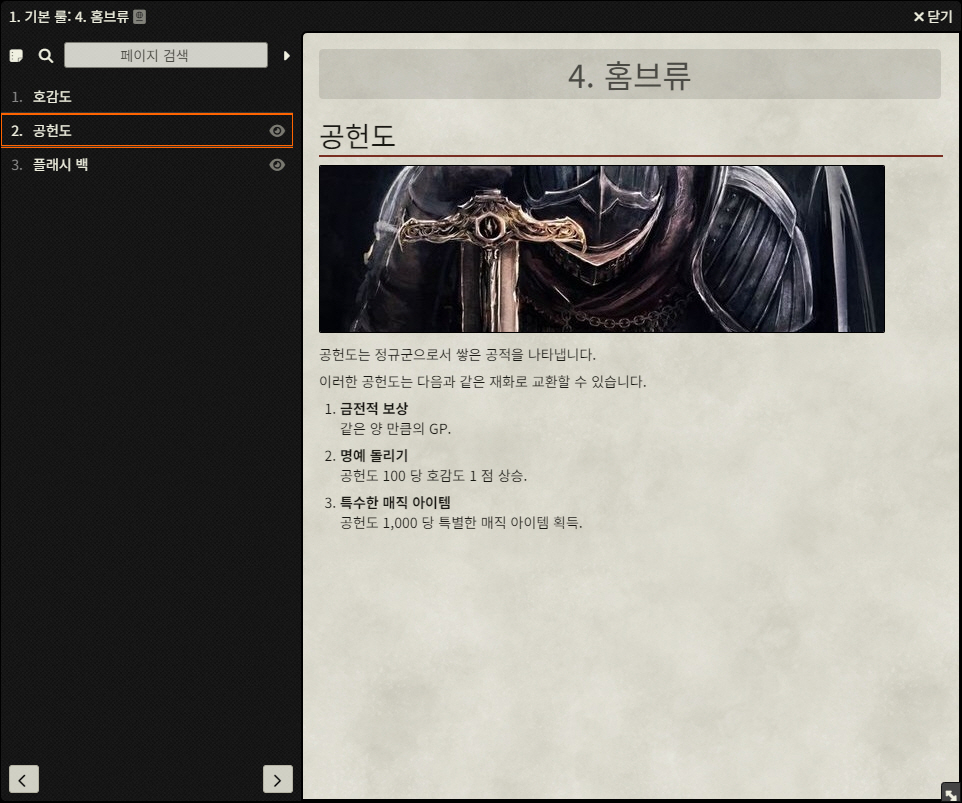 1. 기본 룰: 4. 홈브류
닫기
페이지 검색
1. 호감도
2. 공헌도
3. 플래시 백
4. 홈브류
공헌도
공헌도는 정규군으로서 쌓은 공적을 나타냅니다.
이러한 공헌도는 다음과 같은 재화로 교환할 수 있습니다.
1. 금전적 보상
같은 양 만큼의 GP.
2. 명예 돌리기
공헌도 100 당 호감도 1 점 상승.
3. 특수한 매직 아이템
공헌도 1,000 당 특별한 매직 아이템 획득.